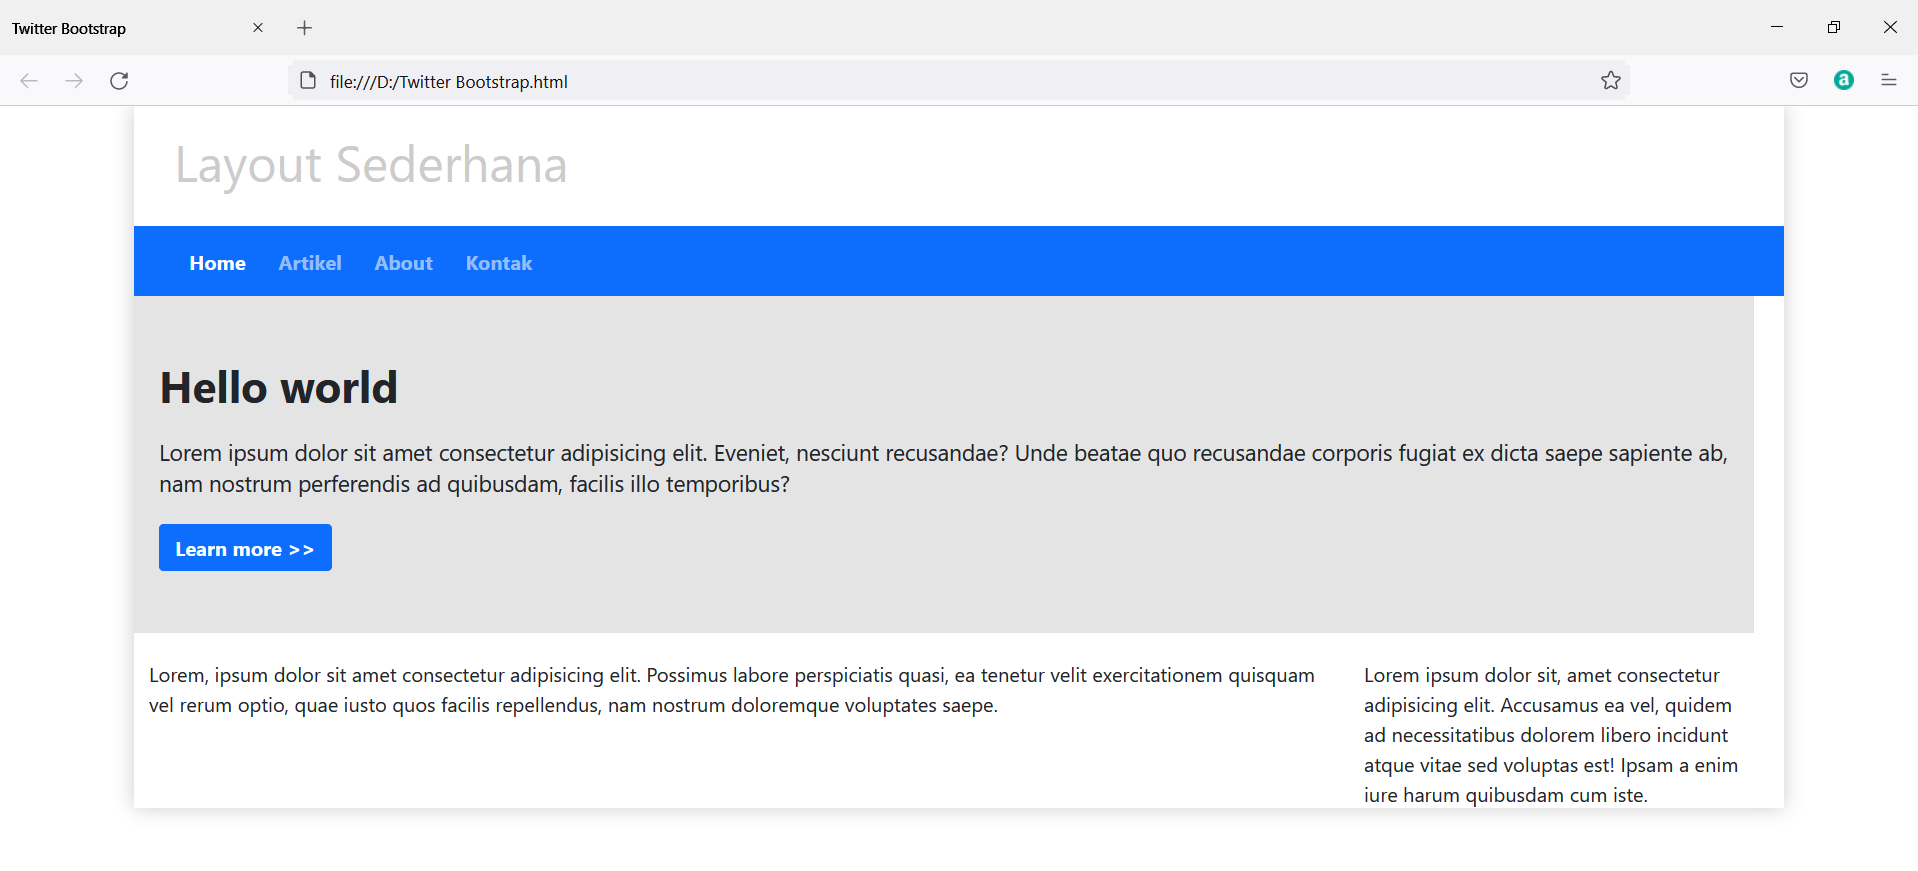 Twitter Bootstrap
file:///D:/Twitter Bootstrap.html
a
Layout Sederhana
Home Artikel About Kontak
Hello world
Lorem ipsum dolor sit amet consectetur adipisicing elit. Eveniet, nesciunt recusandae? Unde beatae quo recusandae corporis fugiat ex dicta saepe sapiente ab,
nam nostrum perferendis ad quibusdam, facilis illo temporibus?
Learn more >>
Lorem, ipsum dolor sit amet consectetur adipisicing elit. Possimus labore perspiciatis quasi, ea tenetur velit exercitationem quisquam
vel rerum optio, quae iusto quos facilis repellendus, nam nostrum doloremque voluptates saepe.
Lorem ipsum dolor sit, amet consectetur
adipisicing elit. Accusamus ea vel, quidem
ad necessitatibus dolorem libero incidunt
atque vitae sed voluptas est! Ipsam a enim
iure harum quibusdam cum iste.